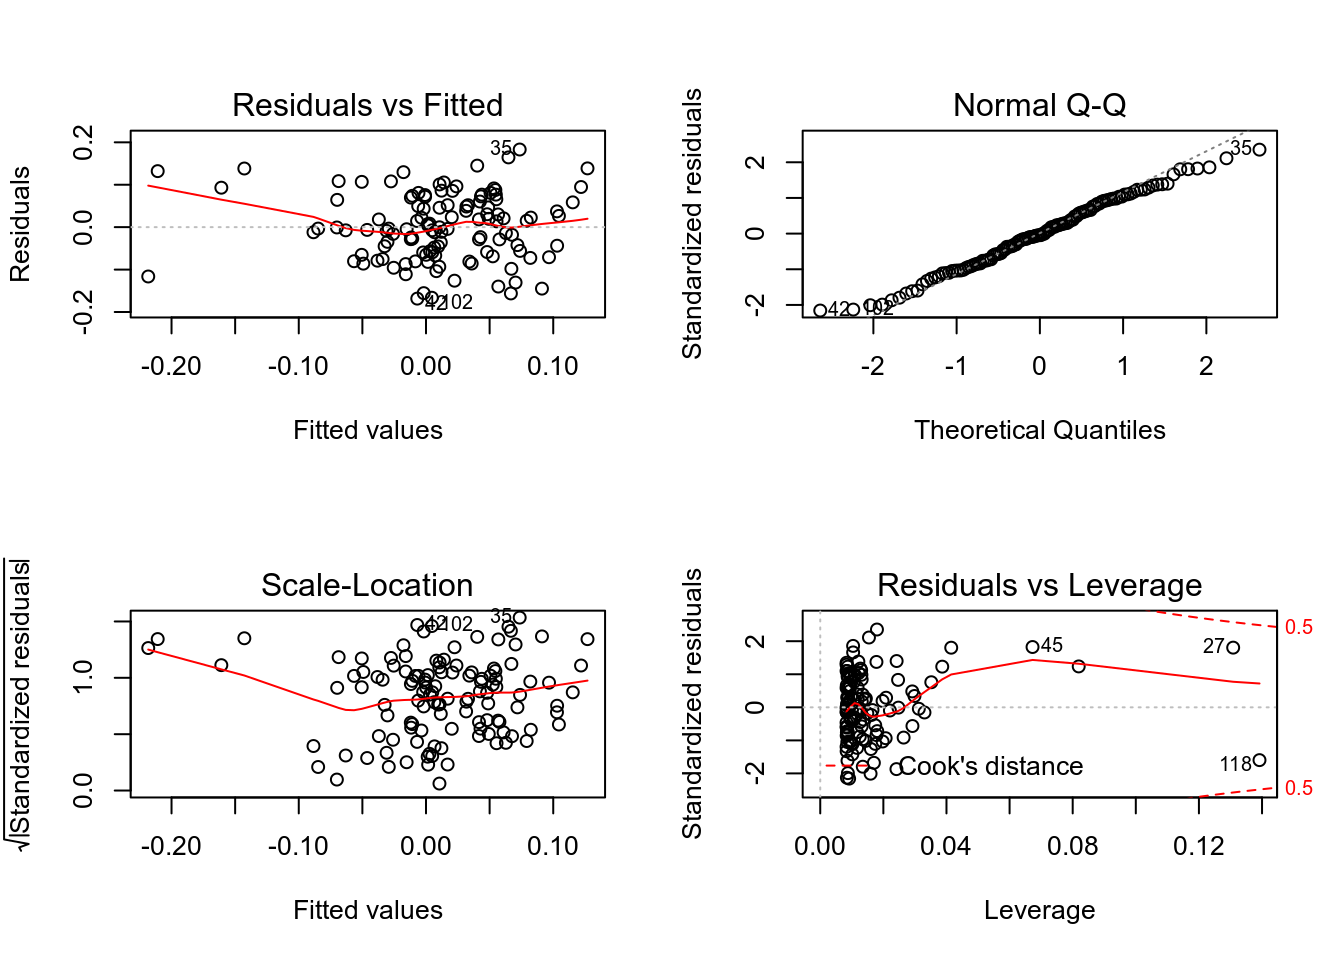 Residuals vs Fitted
Residuals
0.2
0.0
-0.2
35
42
102
-0.20 -0.10 0.00 0.10
Fitted values
Normal Q-Q
Standardized residuals
2
0
-2
35
42
102
-2 -1 0 1 2
Theoretical Quantiles
Scale-Location
√|Standardized residuals|
1.0
0.0
42
102
35
-0.20 -0.10 0.00 0.10
Fitted values
Residuals vs Leverage
Standardized residuals
2
0
-2
0.5
45
27
118
Cook's distance
0.5
0.00 0.04 0.08 0.12
Leverage